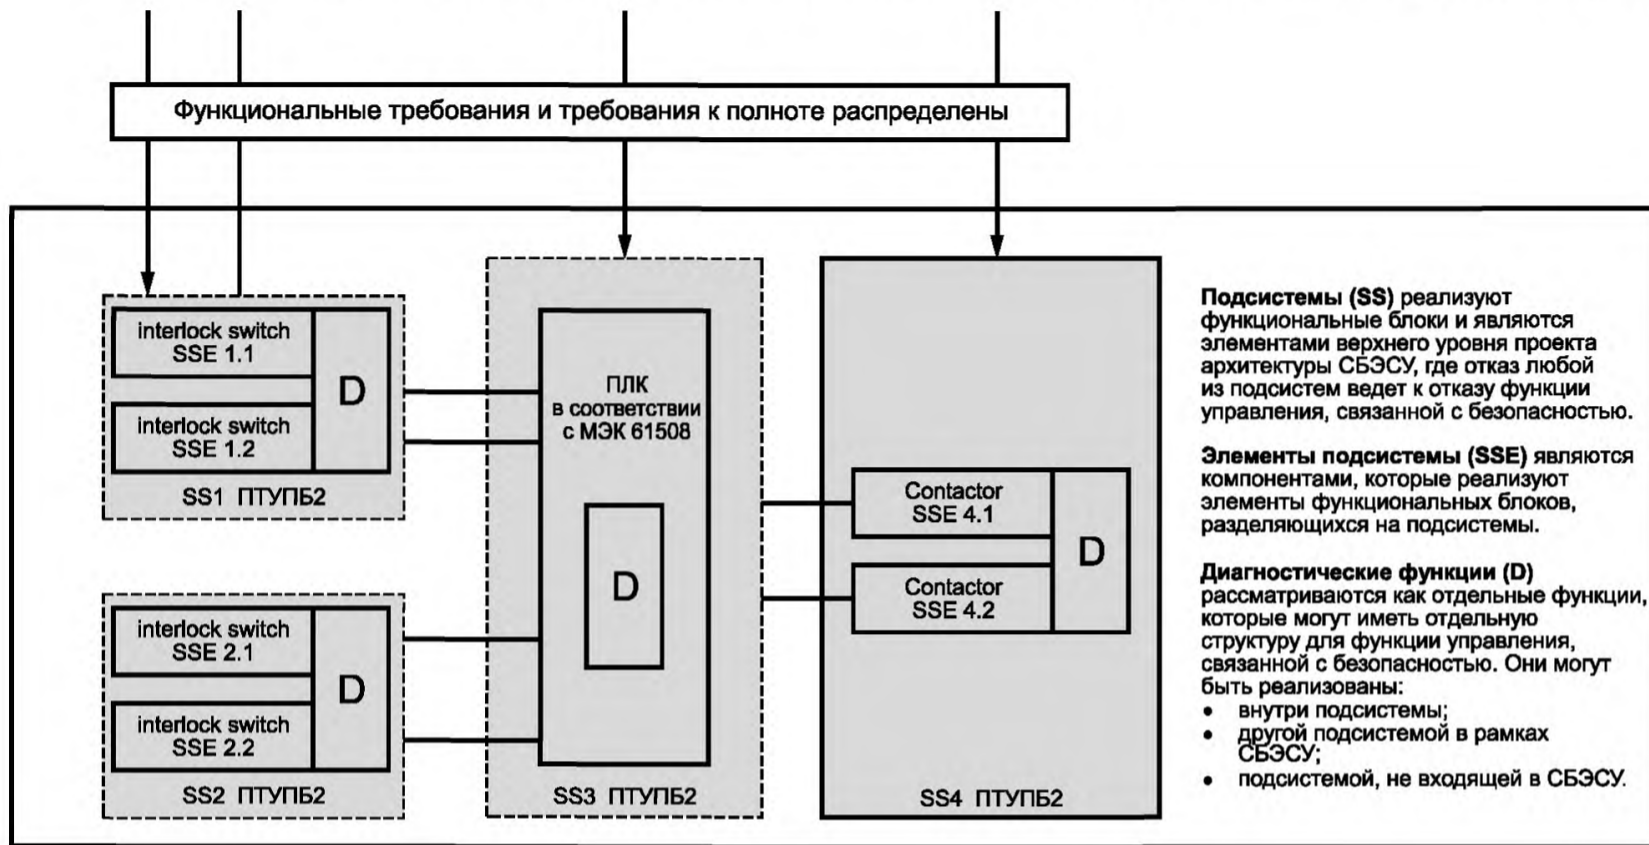 Функциональные требования и требования к полноте распределены
interlock switch
SSE 1.1
interlock switch
SSE 1.2
D
SS1 ПТУПБ2
interlock switch
SSE 2.1
interlock switch
SSE 2.2
D
SS2 ПТУПБ2
ПЛК
в соответствии
с МЭК 61508
D
SS3 ПТУПБ2
Contactor
SSE 4.1
Contactor
SSE 4.2
D
SS4 ПТУПБ2
Подсистемы (SS) реализуют
функциональные блоки и являются
элементами верхнего уровня проекта
архитектуры СБЭСУ, где отказ любой
из подсистем ведет к отказу функции
управления, связанной с безопасностью.
Элементы подсистемы (SSE) являются
компонентами, которые реализуют
элементы функциональных блоков,
разделяющихся на подсистемы.
Диагностические функции (D)
рассматриваются как отдельные функции,
которые могут иметь отдельную
структуру для функции управления,
связанной с безопасностью. Они могут
быть реализованы:
• внутри подсистемы;
• другой подсистемой в рамках
СБЭСУ;
• подсистемой, не входящей в СБЭСУ.